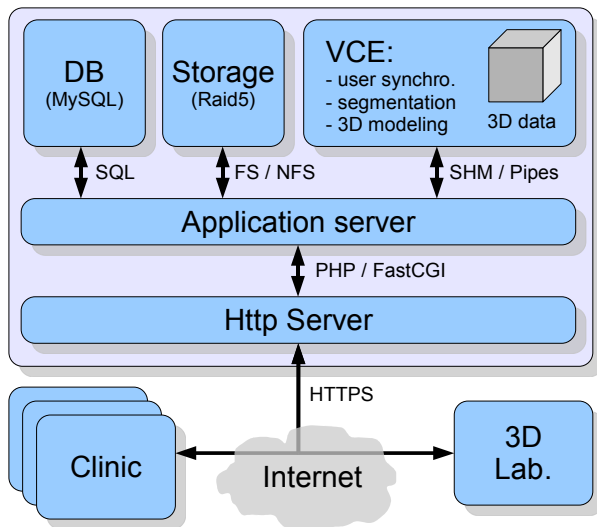 DB
(MySQL)
Storage
(Raid5)
VCE:
- user synchro.
- segmentation
- 3D modeling
3D data
SQL
FS / NFS
SHM / Pipes
Application server
PHP / FastCGI
Http Server
HTTPS
Clinic
Internet
3D
Lab.